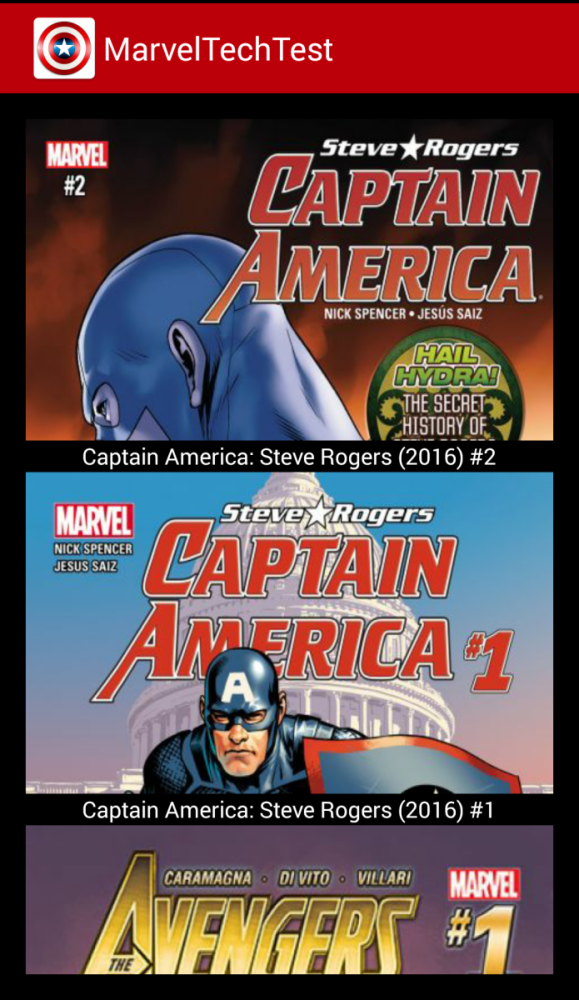 MarvelTechTest
MARVEL
#2
Steve★Rogers
CAPTAIN
AMERICA
NICK SPENCER • JESÚS SAIZ
HAIL
HYDRA!
THE SECRET
HISTORY OF
Captain America: Steve Rogers (2016) #2
MARVEL
NICK SPENCER
JESUS SAIZ
Steve★Rogers
CAPTAIN
AMERICA #1
A
Captain America: Steve Rogers (2016) #1
CARAMAGNA • DI VITO • VILLARI
MARVEL
#1
THE AVENGERS